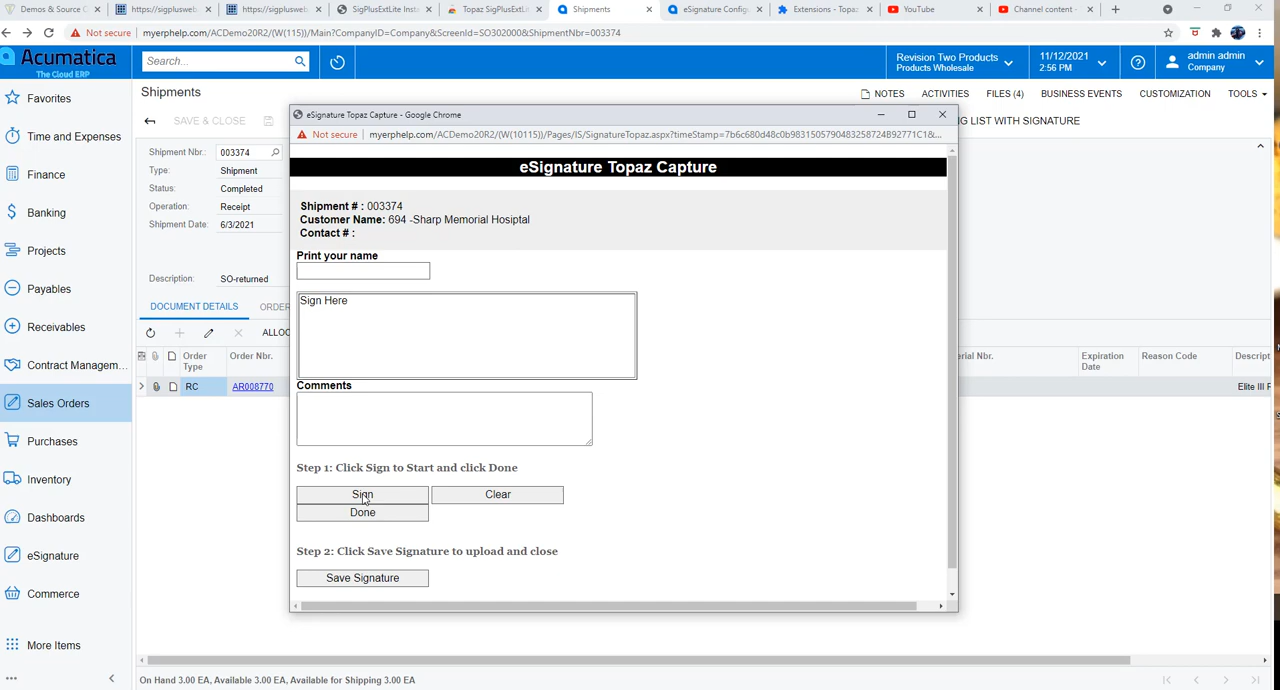 Demos & Source C
https://sigplusweb
https://sigplusweb
SigPlusExtLite Inste
Topaz SigPlusExtL
Shipments
eSignature Configu
Extensions - Topaz
YouTube
Channel content -
Not secure
myerphelp.com/ACDemo20R2/(W(115))/Main?CompanyID=Company&ScreenId=SO302000&ShipmentNbr=003374
Acumatica
The Cloud ERP
Search...
Revision Two Products
Products Wholesale
11/12/2021
2:56 PM
admin admin
Company
Favorites
Time and Expenses
Finance
Banking
Projects
Payables
Receivables
Contract Managem...
Sales Orders
Purchases
Inventory
Dashboards
eSignature
Commerce
More Items
Shipments
NOTES
ACTIVITIES
FILES (4)
BUSINESS EVENTS
CUSTOMIZATION
TOOLS
SAVE & CLOSE
G LIST WITH SIGNATURE
Shipment Nbr.: 003374
Type: Shipment
Status: Completed
Operation: Receipt
Shipment Date: 6/3/2021
Description: SO-returned
DOCUMENT DETAILS
ORDER
ALLOC
Order Type
Order Nbr.
erial Nbr.
Expiration Date
Reason Code
Descript
RC
AR008770
Elite III F
eSignature Topaz Capture - Google Chrome
Not secure
myerphelp.com/ACDemo20R2/(W(10115))/Pages/IS/SignatureTopaz.aspx?timeStamp=7b6c680d48c0b9831505790483258724B92771C1&...
eSignature Topaz Capture
Shipment # : 003374
Customer Name: 694 -Sharp Memorial Hosiptal
Contact # :
Print your name
Sign Here
Comments
Step 1: Click Sign to Start and click Done
Sign
Clear
Done
Step 2: Click Save Signature to upload and close
Save Signature
On Hand 3.00 EA, Available 3.00 EA, Available for Shipping 3.00 EA